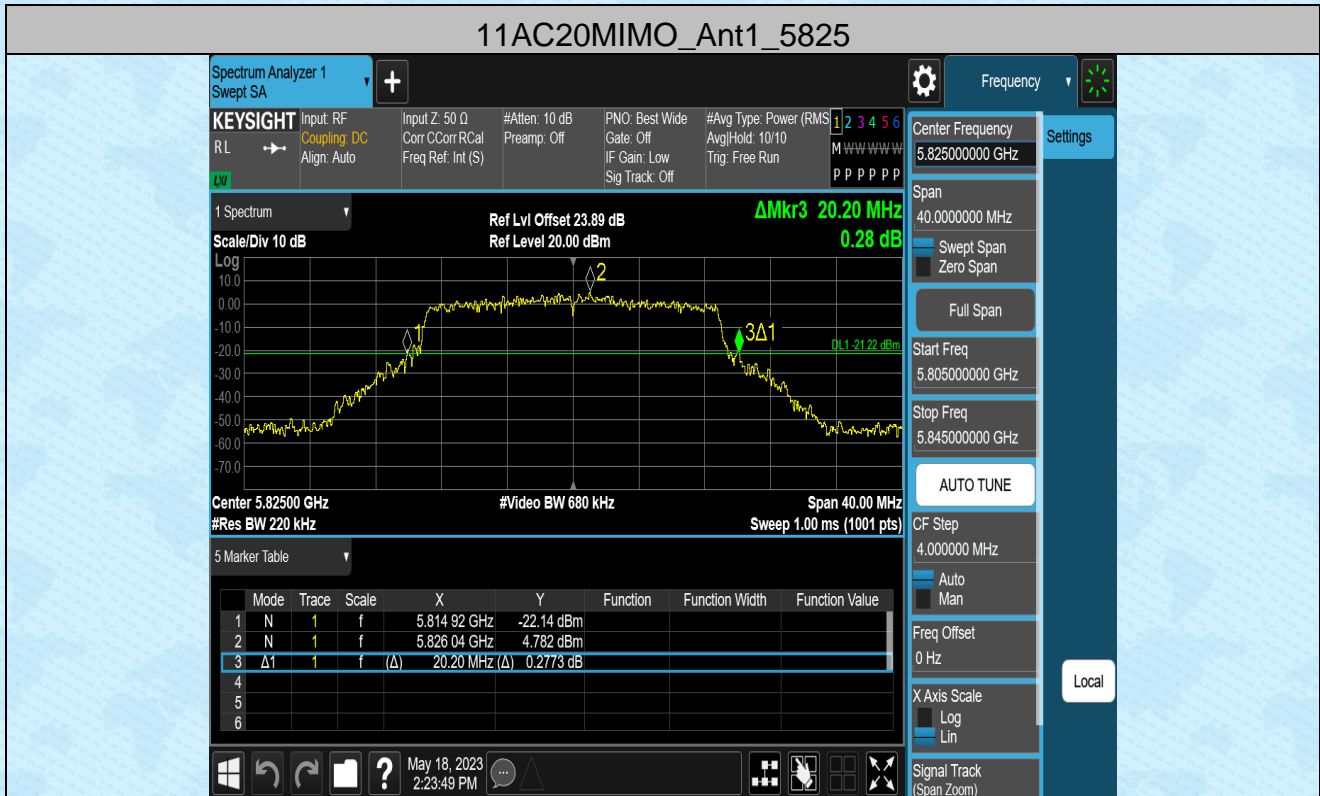 11AC20MIMO_Ant1_5825
Spectrum Analyzer 1
Swept SA
Frequency
KEYSIGHT
RL
LXI
Input: RF
Coupling: DC
Align: Auto
Input Z: 50 Ω
Corr CCorr RCal
Freq Ref: Int (S)
#Atten: 10 dB
Preamp: Off
PNO: Best Wide
Gate: Off
IF Gain: Low
Sig Track: Off
#Avg Type: Power (RMS
Avg|Hold: 10/10
Trig: Free Run
1 2 3 4 5 6
M W W W W W
P P P P P P
1 Spectrum
Scale/Div 10 dB
Ref Lvl Offset 23.89 dB
Ref Level 20.00 dBm
ΔMkr3 20.20 MHz
0.28 dB
Log
10.0
0.00
-10.0
-20.0
-30.0
-40.0
-50.0
-60.0
-70.0
1
2
3Δ1
DL1 -21.22 dBm
Center 5.82500 GHz
#Video BW 680 kHz
Span 40.00 MHz
#Res BW 220 kHz
Sweep 1.00 ms (1001 pts)
5 Marker Table
Mode Trace Scale X Y Function Function Width Function Value
1 N 1 f 5.814 92 GHz -22.14 dBm
2 N 1 f 5.826 04 GHz 4.782 dBm
3 Δ1 1 f (Δ) 20.20 MHz (Δ) 0.2773 dB
4
5
6
?
May 18, 2023
2:23:49 PM
Center Frequency
5.825000000 GHz
Span
40.0000000 MHz
Swept Span
Zero Span
Full Span
Start Freq
5.805000000 GHz
Stop Freq
5.845000000 GHz
AUTO TUNE
CF Step
4.000000 MHz
Auto
Man
Freq Offset
0 Hz
X Axis Scale
Log
Lin
Signal Track
(Span Zoom)
Settings
Local